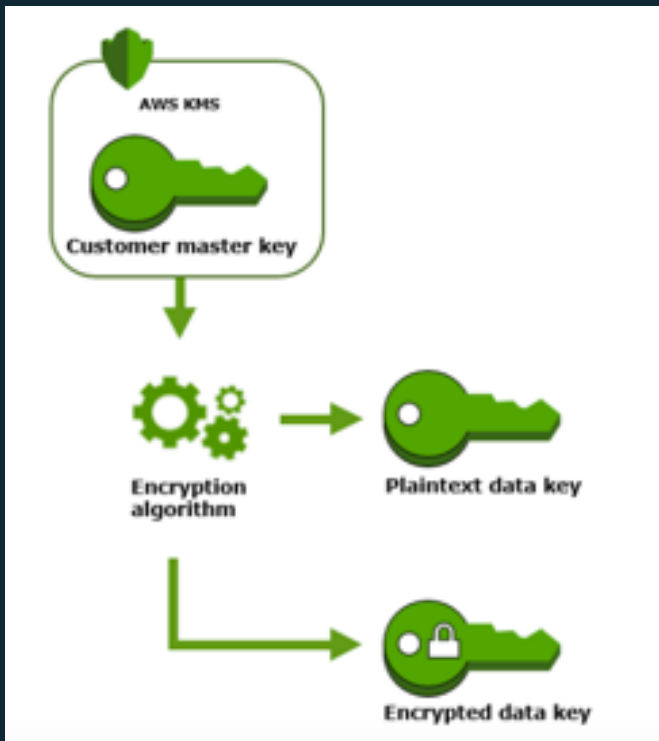 AWS KMS
Customer master key
Encryption
algorithm
Plaintext data key
Encrypted data key